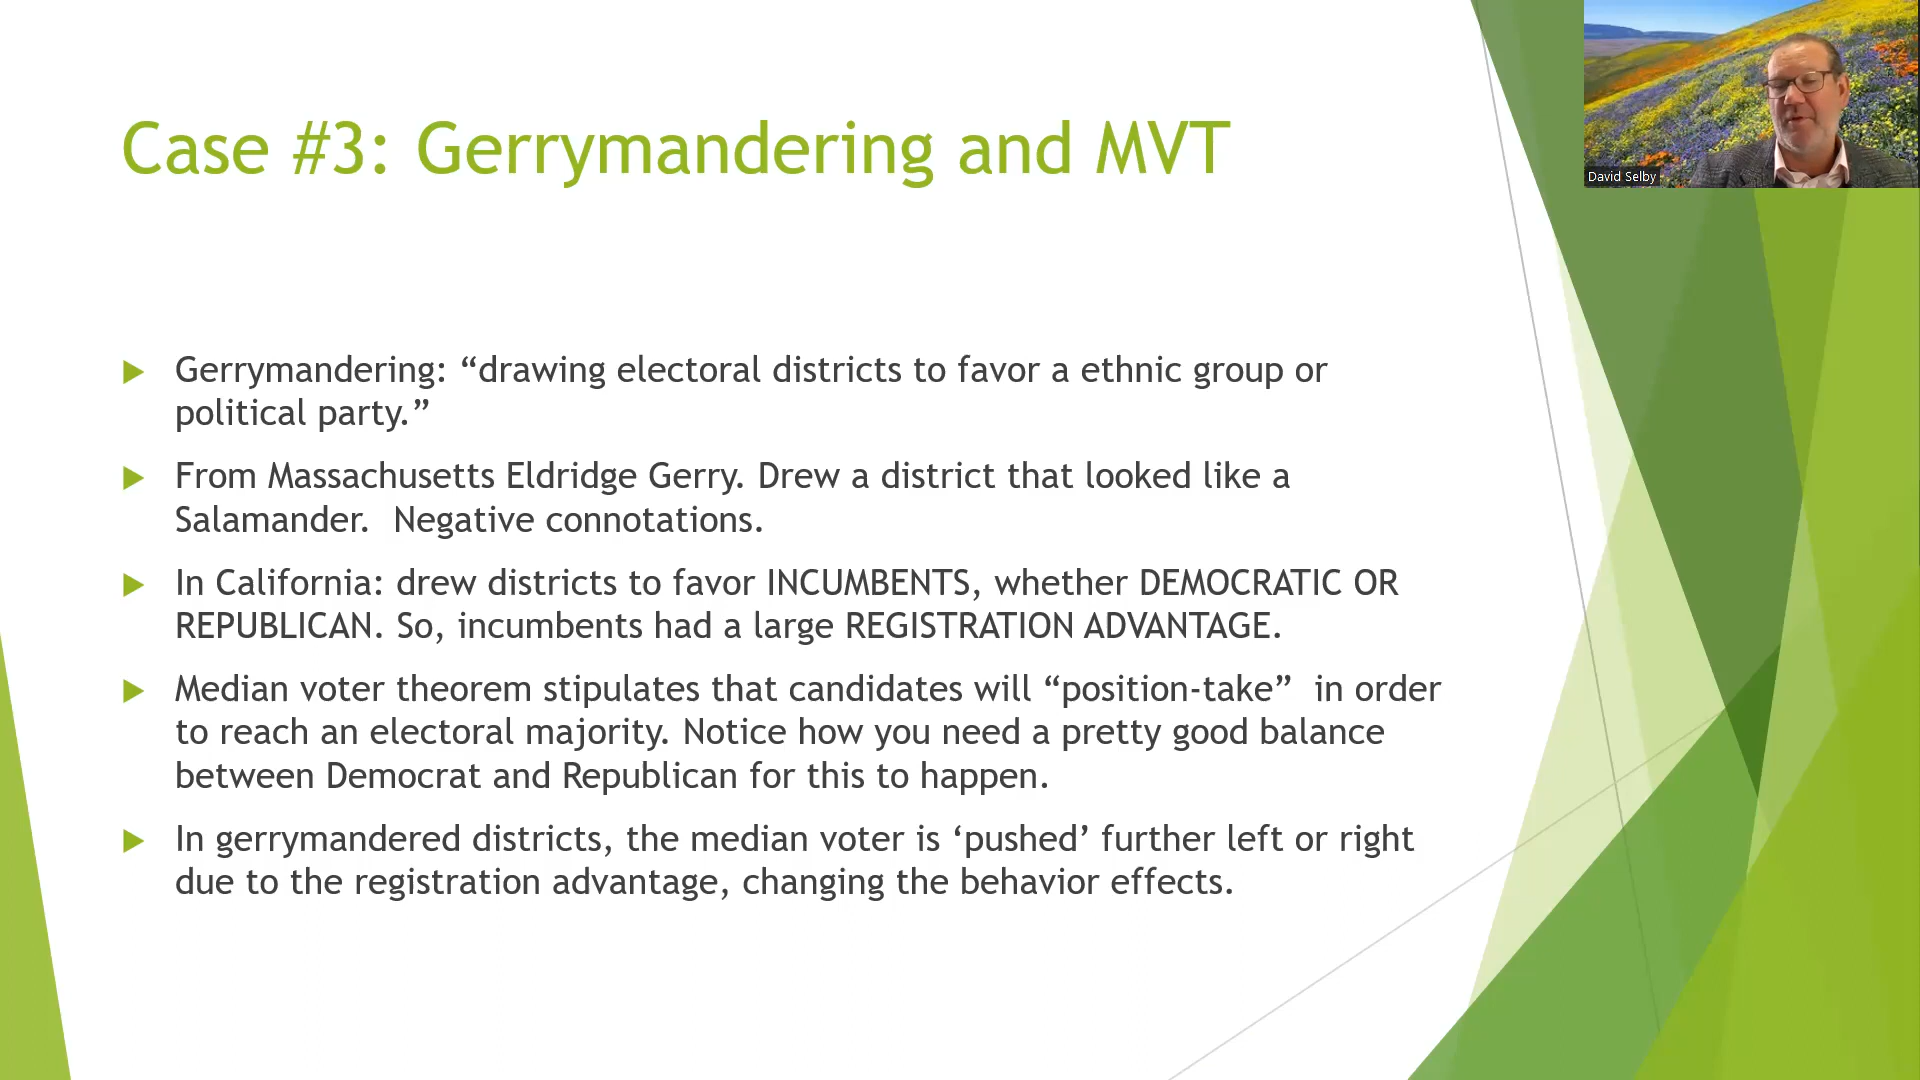 Case #3: Gerrymandering and MVT
David Selby
Gerrymandering: “drawing electoral districts to favor a ethnic group or
political party.”
From Massachusetts Eldridge Gerry. Drew a district that looked like a
Salamander.  Negative connotations.
In California: drew districts to favor INCUMBENTS, whether DEMOCRATIC OR
REPUBLICAN. So, incumbents had a large REGISTRATION ADVANTAGE.
Median voter theorem stipulates that candidates will “position-take”  in order
to reach an electoral majority. Notice how you need a pretty good balance
between Democrat and Republican for this to happen.
In gerrymandered districts, the median voter is ‘pushed’ further left or right
due to the registration advantage, changing the behavior effects.